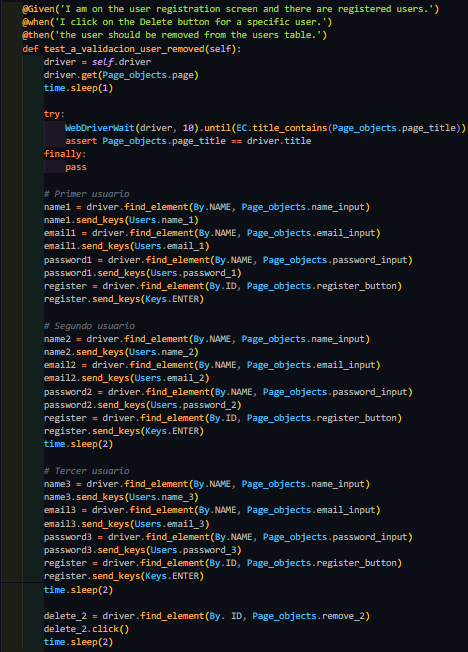 @Given('I am on the user registration screen and there are registered users.')
@when('I click on the Delete button for a specific user.')
@then('the user should be removed from the users table.')
def test_a_validacion_user_removed(self):
    driver = self.driver
    driver.get(Page_objects.page)
    time.sleep(1)

    try:
        WebDriverWait(driver, 10).until(EC.title_contains(Page_objects.page_title))
        assert Page_objects.page_title == driver.title
    finally:
        pass

    # Primer usuario
    name1 = driver.find_element(By.NAME, Page_objects.name_input)
    name1.send_keys(Users.name_1)
    email1 = driver.find_element(By.NAME, Page_objects.email_input)
    email1.send_keys(Users.email_1)
    password1 = driver.find_element(By.NAME, Page_objects.password_input)
    password1.send_keys(Users.password_1)
    register = driver.find_element(By.ID, Page_objects.register_button)
    register.send_keys(Keys.ENTER)

    # Segundo usuario
    name2 = driver.find_element(By.NAME, Page_objects.name_input)
    name2.send_keys(Users.name_2)
    email2 = driver.find_element(By.NAME, Page_objects.email_input)
    email2.send_keys(Users.email_2)
    password2 = driver.find_element(By.NAME, Page_objects.password_input)
    password2.send_keys(Users.password_2)
    register = driver.find_element(By.ID, Page_objects.register_button)
    register.send_keys(Keys.ENTER)
    time.sleep(2)

    # Tercer usuario
    name3 = driver.find_element(By.NAME, Page_objects.name_input)
    name3.send_keys(Users.name_3)
    email3 = driver.find_element(By.NAME, Page_objects.email_input)
    email3.send_keys(Users.email_3)
    password3 = driver.find_element(By.NAME, Page_objects.password_input)
    password3.send_keys(Users.password_3)
    register = driver.find_element(By.ID, Page_objects.register_button)
    register.send_keys(Keys.ENTER)
    time.sleep(2)

    delete_2 = driver.find_element(By. ID, Page_objects.remove_2)
    delete_2.click()
    time.sleep(2)